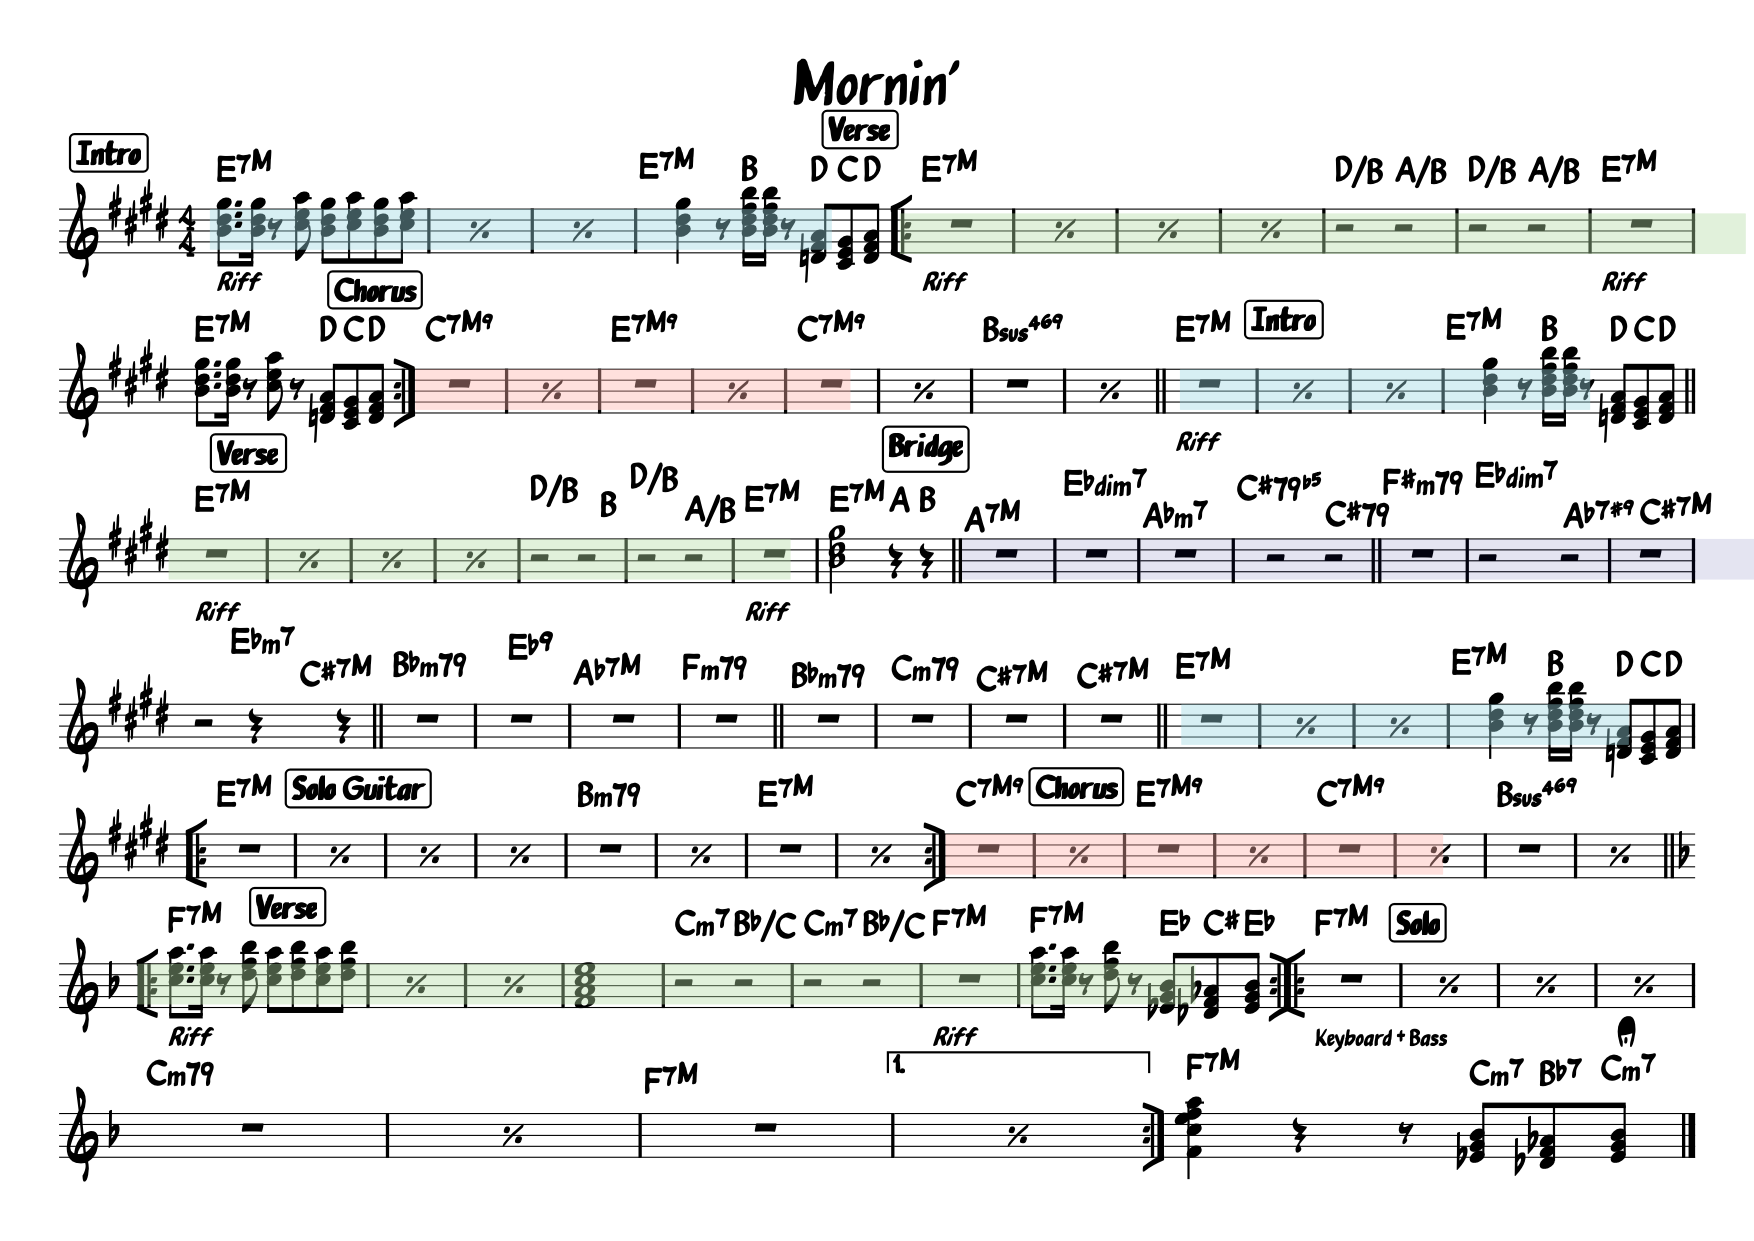 Mornin'
Verse
Intro
E7M E7M B D C D E7M D/B A/B D/B A/B E7M
4
4
Riff Riff Riff
Chorus
Intro
E7M D C D C7M9 E7M9 C7M9 Bsus469 E7M E7M B D C D
Riff
Verse Bridge
E7M D/B B D/B A/B E7M E7M A B A7M Ebdim7 Abm7 C#79b5 C#79 F#m79 Ebdim7 Ab7#9 C#7M
Riff Riff
Ebm7 C#7M Bbm79 Eb9 Ab7M Fm79 Bbm79 Cm79 C#7M C#7M E7M E7M B D C D
E7M Solo Guitar Bm79 E7M C7M9 Chorus E7M9 C7M9 Bsus469
Verse Solo
F7M Cm7 Bb/C Cm7 Bb/C F7M F7M Eb C# Eb F7M
Riff Riff Keyboard + Bass
Cm79 F7M 1. F7M Cm7 Bb7 Cm7